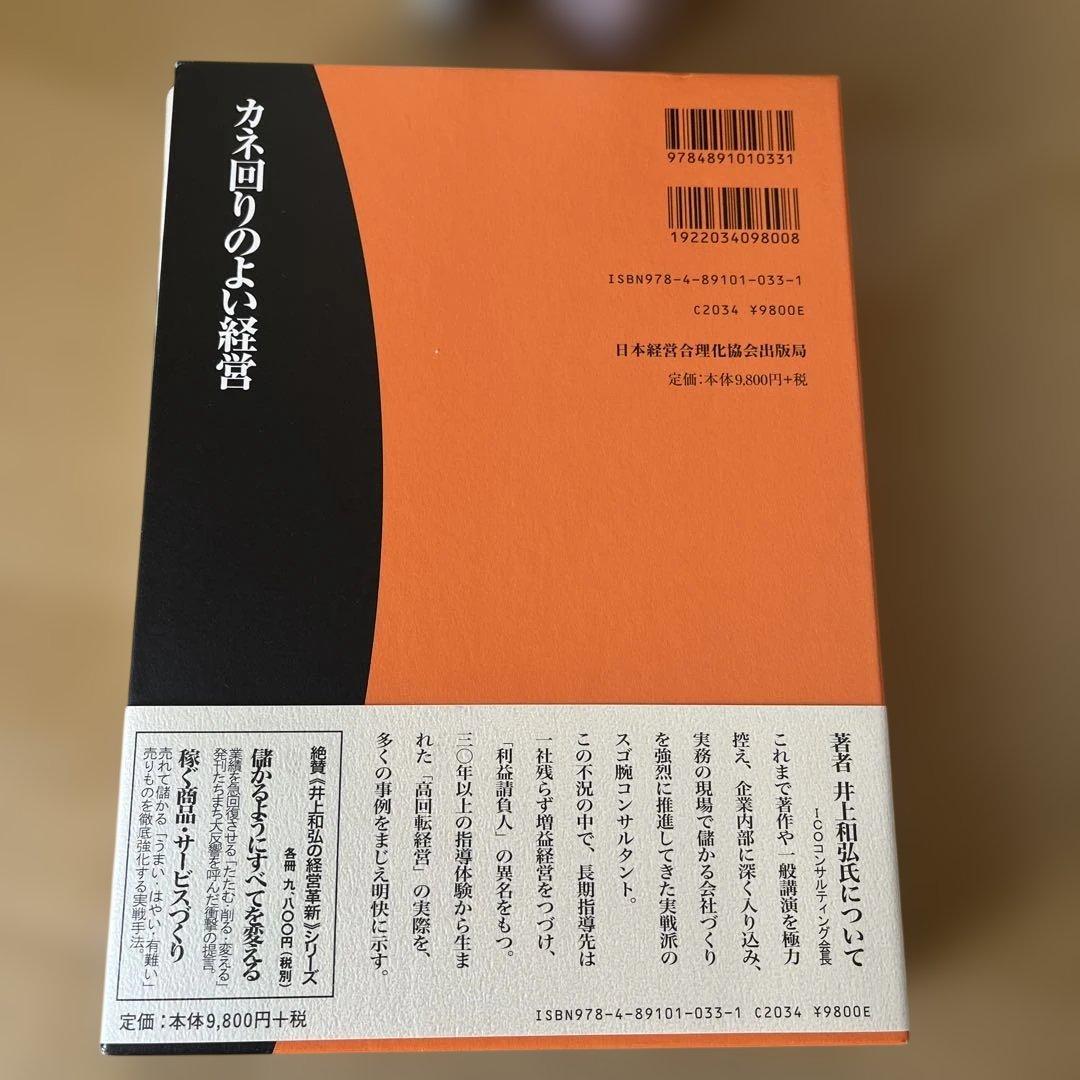 カネ回りのよい経営
9784891010331
1922034098008
ISBN978-4-89101-033-1
C2034 ¥9800E
日本経営合理化協会出版局
定価：本体9,800円＋税
著者 井上和弘氏について
ICOコンサルティング会長
これまで著作や一般講演を極力
控え、企業内部に深く入り込み、
実務の現場で儲かる会社づくり
を強烈に推進してきた実戦派の
スゴ腕コンサルタント。
この不況の中で、長期指導先は
一社残らず増益経営をつづけ、
「利益請負人」の異名をもつ。
三〇年以上の指導体験から生ま
れた「高回転経営」の実際を、
多くの事例をまじえ明快に示す。
絶賛《井上和弘の経営革新》シリーズ
各冊 九、八〇〇円（税別）
儲かるようにすべてを変える
業績を急回復させる「たたむ・削る・変える」
発刊たちまち大反響を呼んだ衝撃の提言。
稼ぐ商品・サービスづくり
売れて儲かる「うまい・はやい・有難い」
売りものを徹底強化する実戦手法。
定価：本体9,800円＋税
ISBN978-4-89101-033-1 C2034 ¥9800E